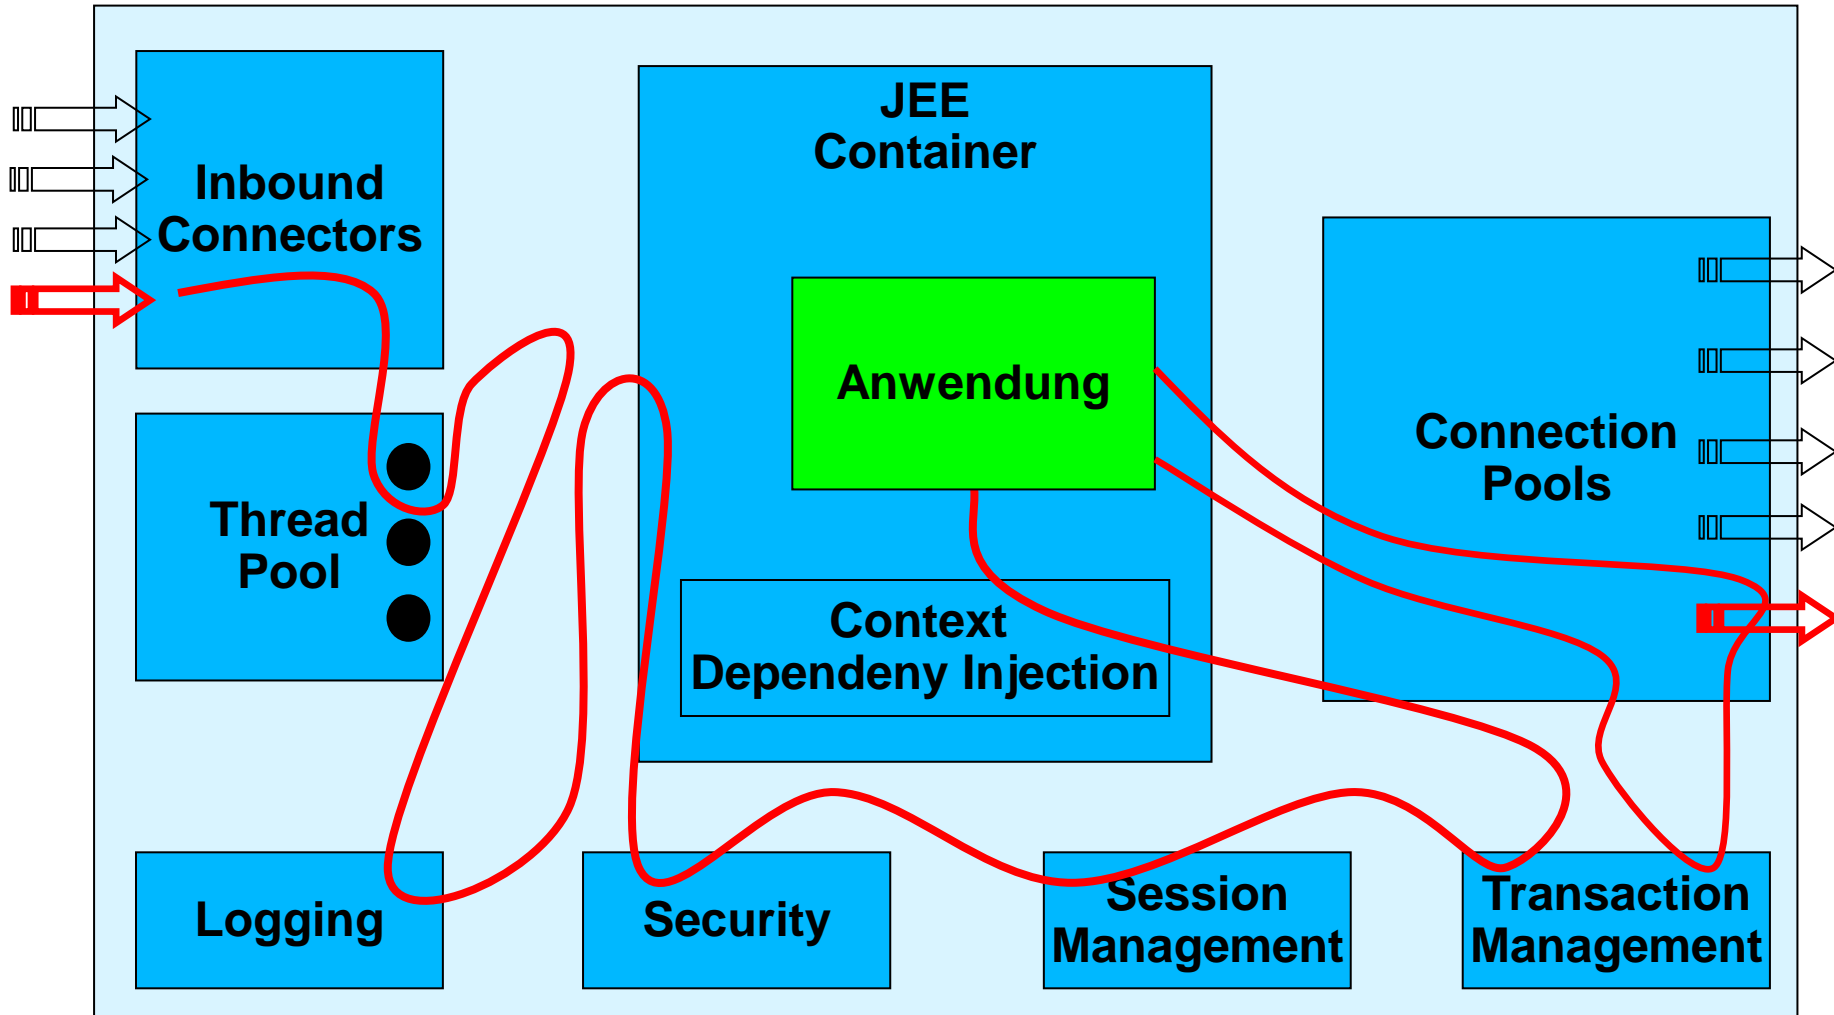 Inbound
Connectors
Thread
Pool
JEE
Container
Anwendung
Context
Dependeny Injection
Connection
Pools
Logging
Security
Session
Management
Transaction
Management